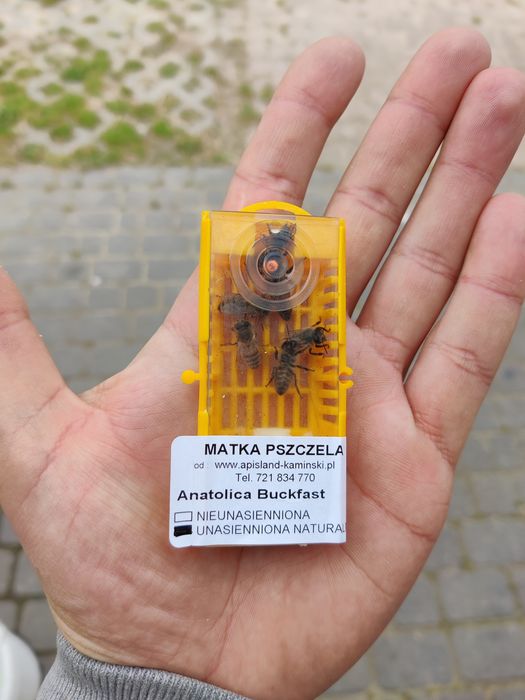 MATKA PSZCZELA
od : www.apisland-kaminski.pl
Tel. 721 834 770
Anatolica Buckfast
NIEUNASIENNIONA
UNASIENNIONA NATURAL